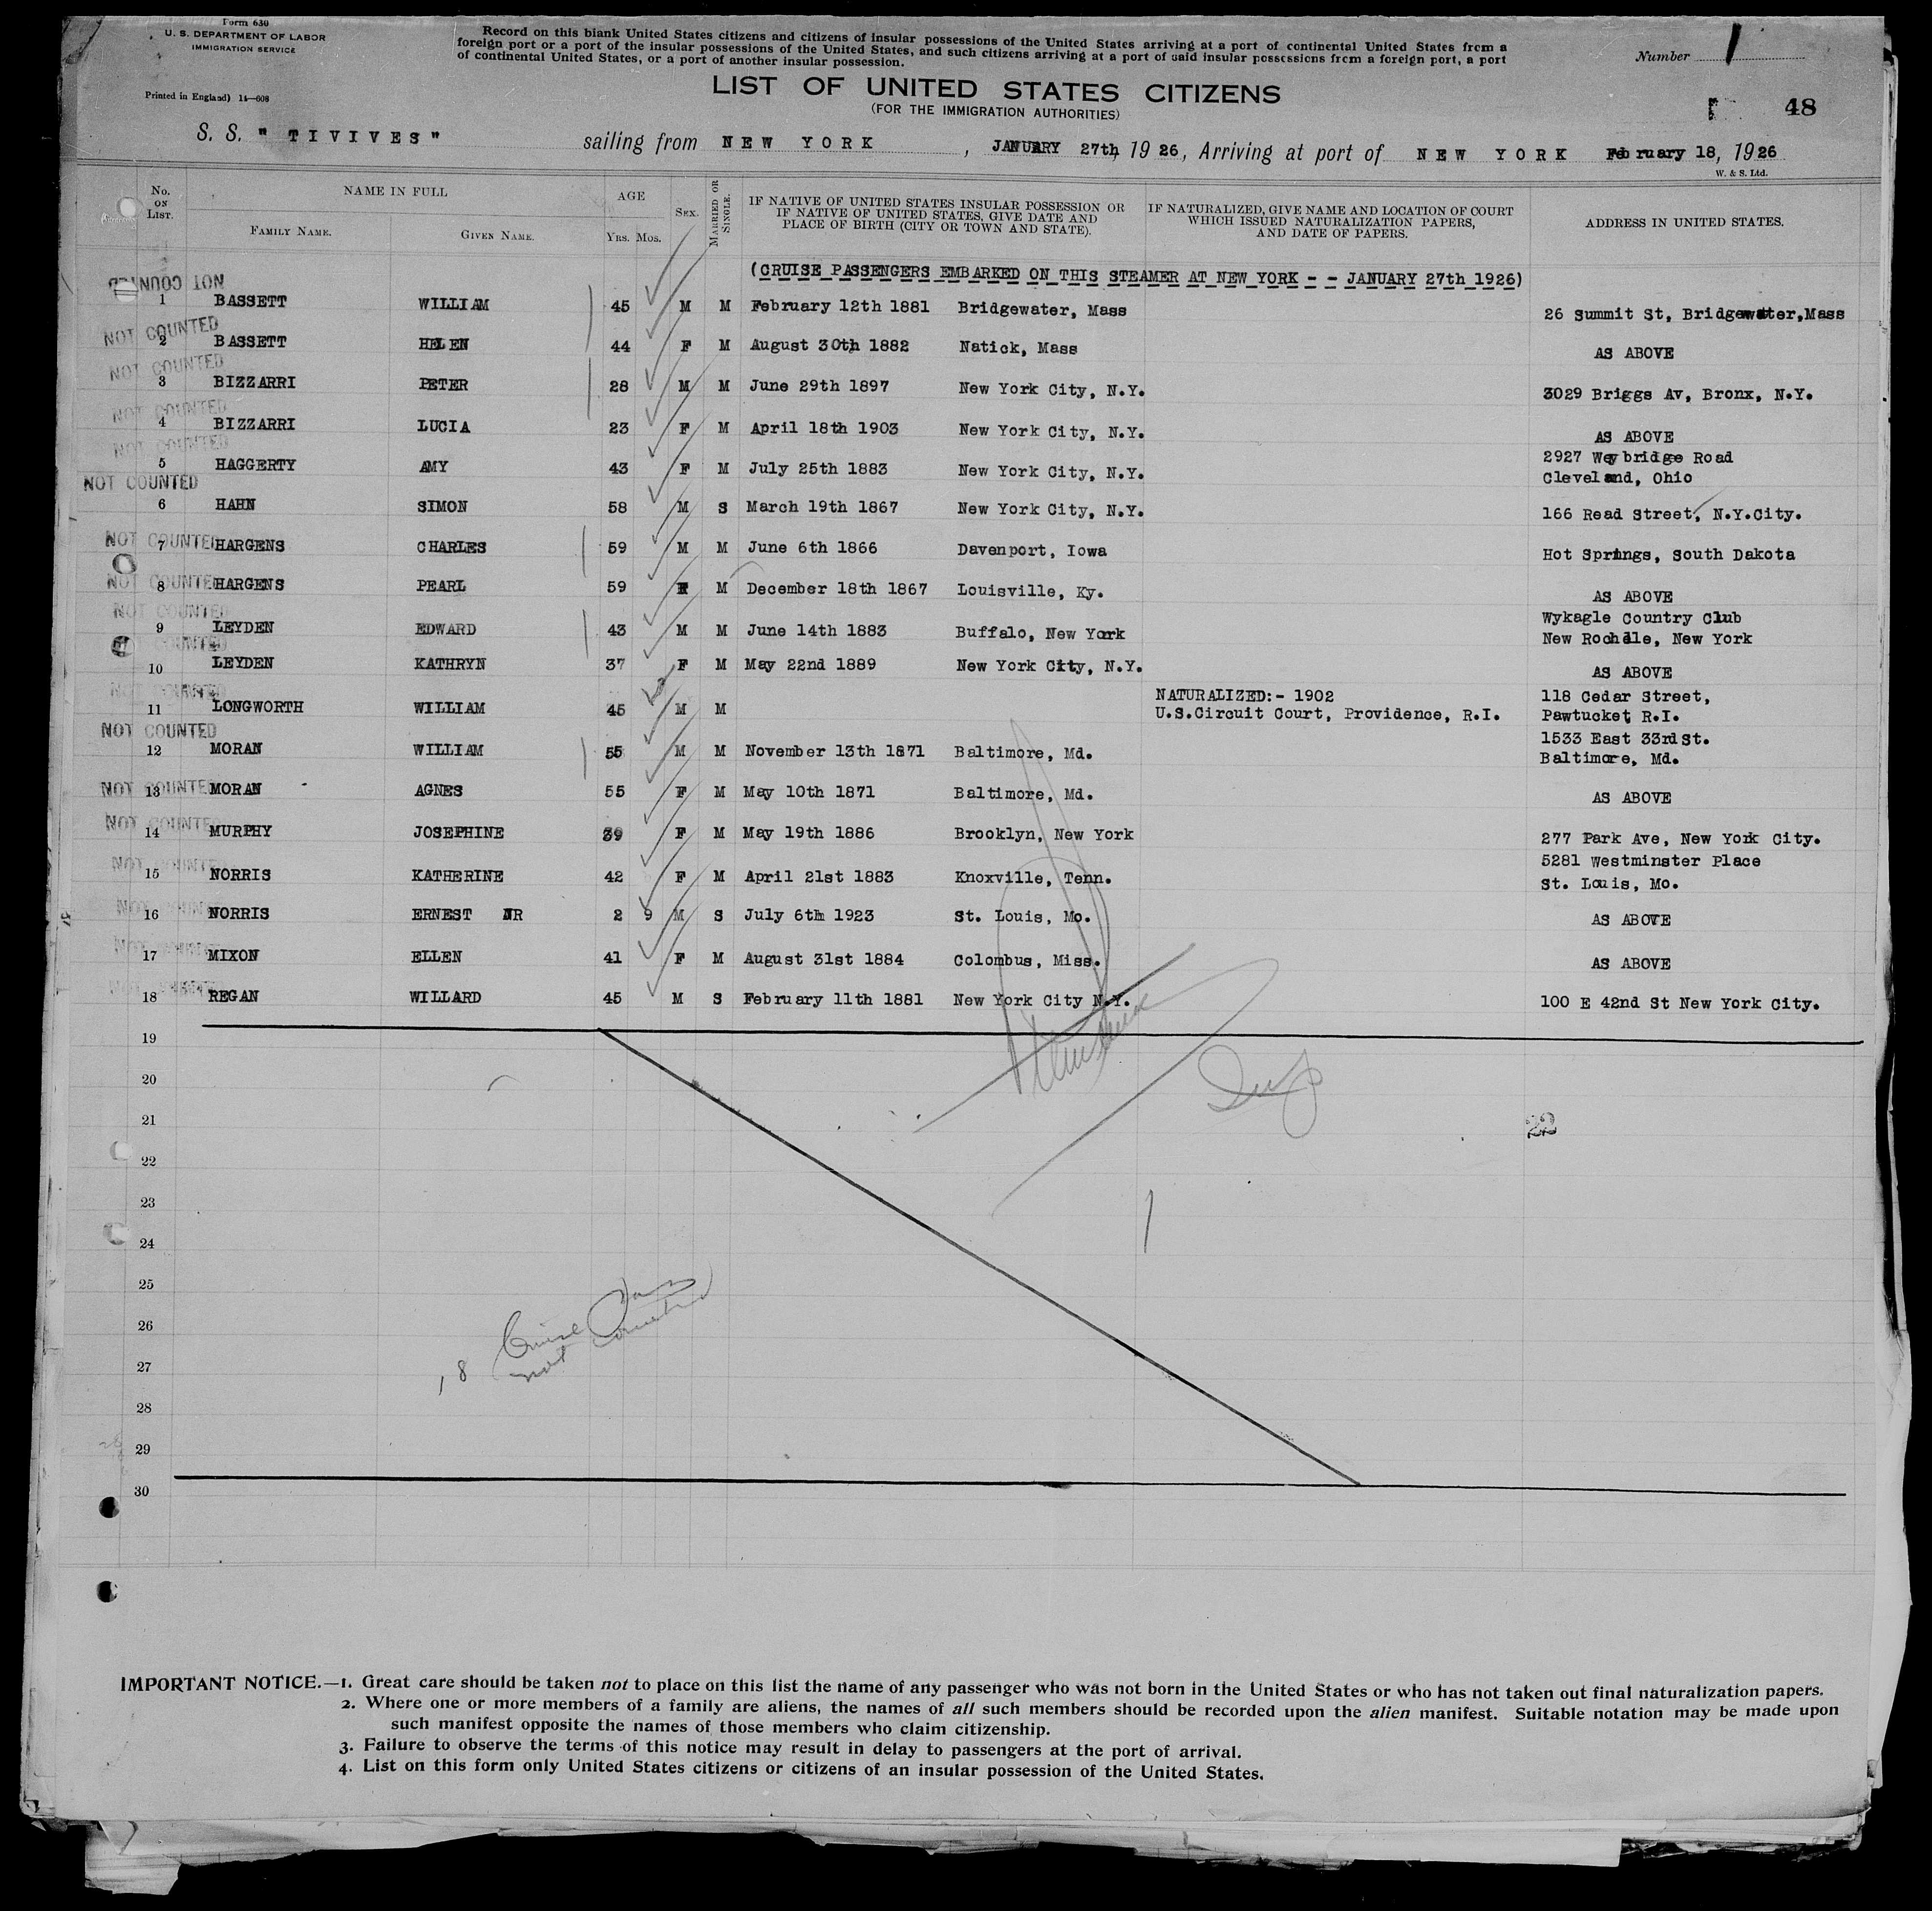 Form 630
U. S. DEPARTMENT OF LABOR
IMMIGRATION SERVICE
Printed in England) 14—608
Record on this blank United States citizens and citizens of insular possessions of the United States arriving at a port of continental United States from a
foreign port or a port of the insular possessions of the United States, and such citizens arriving at a port of said insular possessions from a foreign port, a port
of continental United States, or a port of another insular possession.
Number 1
LIST OF UNITED STATES CITIZENS
(FOR THE IMMIGRATION AUTHORITIES)
48
S. S. "TIVIVES" sailing from NEW YORK, JANUARY 27th, 1926, Arriving at port of NEW YORK February 18, 1926
W. & S. Ltd.
No. ON LIST. NAME IN FULL FAMILY NAME. GIVEN NAME. AGE YRS. MOS. SEX. MARRIED OR SINGLE. IF NATIVE OF UNITED STATES INSULAR POSSESSION OR IF NATIVE OF UNITED STATES, GIVE DATE AND PLACE OF BIRTH (CITY OR TOWN AND STATE). IF NATURALIZED, GIVE NAME AND LOCATION OF COURT WHICH ISSUED NATURALIZATION PAPERS, AND DATE OF PAPERS. ADDRESS IN UNITED STATES.
(CRUISE PASSENGERS EMBARKED ON THIS STEAMER AT NEW YORK - - JANUARY 27th 1926)
NOT COUNTED
1 BASSETT WILLIAM 45 M M February 12th 1881 Bridgewater, Mass 26 Summit St, Bridgewater,Mass
NOT COUNTED
2 BASSETT HELEN 44 F M August 30th 1882 Natick, Mass AS ABOVE
NOT COUNTED
3 BIZZARRI PETER 28 M M June 29th 1897 New York City, N.Y. 3029 Briggs Av, Bronx, N.Y.
NOT COUNTED
4 BIZZARRI LUCIA 23 F M April 18th 1903 New York City, N.Y. AS ABOVE
NOT COUNTED
5 HAGGERTY AMY 43 F M July 25th 1883 New York City, N.Y. 2927 Weybridge Road
Cleveland, Ohio
NOT COUNTED
6 HAHN SIMON 58 M S March 19th 1867 New York City, N.Y. 166 Read Street, N.Y.City.
NOT COUNTED
7 HARGENS CHARLES 59 M M June 6th 1866 Davenport, Iowa Hot Springs, South Dakota
NOT COUNTED
8 HARGENS PEARL 59 F M December 18th 1867 Louisville, Ky. AS ABOVE
NOT COUNTED
9 LEYDEN EDWARD 43 M M June 14th 1883 Buffalo, New York Wykagle Country Club
New Rochelle, New York
COUNTED
10 LEYDEN KATHRYN 37 F M May 22nd 1889 New York City, N.Y. AS ABOVE
NOT COUNTED
11 LONGWORTH WILLIAM 45 M M NATURALIZED:- 1902 118 Cedar Street,
U.S.Circuit Court, Providence, R.I. Pawtucket R.I.
NOT COUNTED
12 MORAN WILLIAM 55 M M November 13th 1871 Baltimore, Md. 1533 East 33rd St.
Baltimore, Md.
NOT COUNTED
13 MORAN AGNES 55 F M May 10th 1871 Baltimore, Md. AS ABOVE
NOT COUNTED
14 MURPHY JOSEPHINE 39 F M May 19th 1886 Brooklyn, New York 277 Park Ave, New York City.
NOT COUNTED
15 NORRIS KATHERINE 42 F M April 21st 1883 Knoxville, Tenn. 5281 Westminster Place
St. Louis, Mo.
NOT COUNTED
16 NORRIS ERNEST JR 2 9 M S July 6th 1923 St. Louis, Mo. AS ABOVE
NOT COUNTED
17 MIXON ELLEN 41 F M August 31st 1884 Colombus, Miss. AS ABOVE
NOT COUNTED
18 REGAN WILLARD 45 M S February 11th 1881 New York City N.Y. 100 E 42nd St New York City.
19
20
21
22
22
23
24
25
26
27
18 Cruise Pass
not counted
28
29
30
IMPORTANT NOTICE.—1. Great care should be taken not to place on this list the name of any passenger who was not born in the United States or who has not taken out final naturalization papers.
2. Where one or more members of a family are aliens, the names of all such members should be recorded upon the alien manifest. Suitable notation may be made upon
such manifest opposite the names of those members who claim citizenship.
3. Failure to observe the terms of this notice may result in delay to passengers at the port of arrival.
4. List on this form only United States citizens or citizens of an insular possession of the United States.